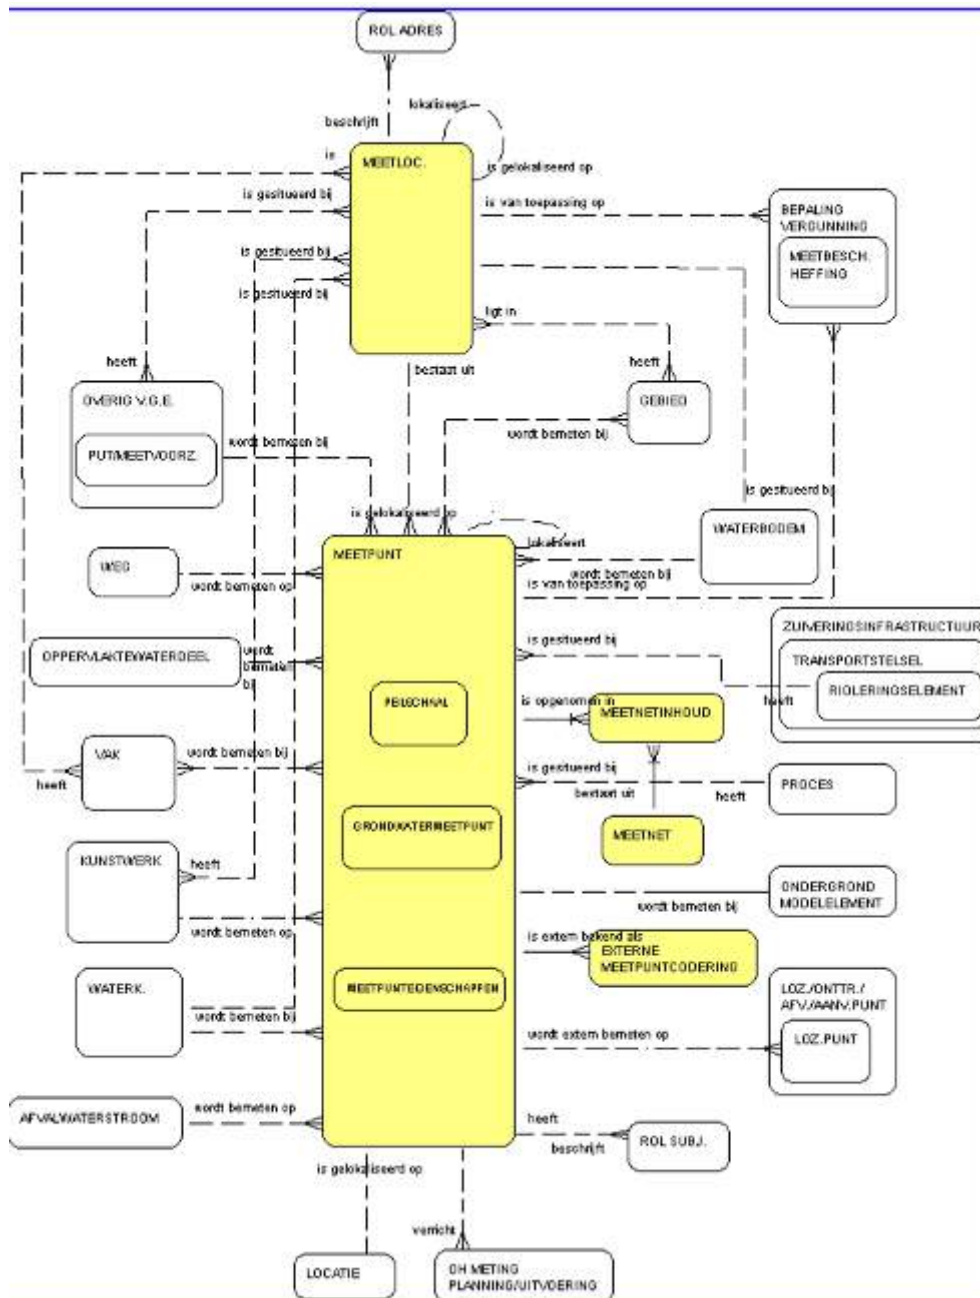 ROL ADRES
lokaliseert
beschrijft
is
MEETLOC.
is gelokaliseerd op
is gesitueerd bij
is van toepassing op
BEPALING
VERGUNNING
MEETBESCH.
HEFFING
is gesitueerd bij
is gesitueerd bij
ligt in
heeft
bestaat uit
heeft
OVERIG V.G.E.
GEBIED
PUT/MEETVOORZ.
wordt bemeten bij
wordt bemeten bij
is gesitueerd bij
is gelokaliseerd op
WATERBODEM
MEETPUNT
lokaliseert
WEG
wordt bemeten op
wordt bemeten bij
is van toepassing op
ZUIVERINGSINFRASTRUCTUUR
is gesitueerd bij
OPPERVLAKTEWATERDEEL
wordt
bemeten
bij
TRANSPORTSTELSEL
heeft
RIOLERINGSELEMENT
PEILSCHAAL
is opgenomen in
MEETNETINHOUD
VAK
wordt bemeten bij
heeft
is gesitueerd bij
bestaat uit
heeft
PROCES
GRONDWATERMEETPUNT
MEETNET
KUNSTWERK
heeft
ONDERGROND
MODELELEMENT
wordt bemeten bij
wordt bemeten op
is extern bekend als
EXTERNE
MEETPUNTCODERING
WATERK.
MEETPUNTEIGENSCHAPPEN
LOZ./ONTTR./
AFV./AANV.PUNT
wordt bemeten bij
wordt extern bemeten op
LOZ.PUNT
AFVALWATERSTROOM
wordt bemeten op
heeft
beschrijft
ROL SUBJ.
is gelokaliseerd op
verricht
LOCATIE
OH METING
PLANNING/UITVOERING